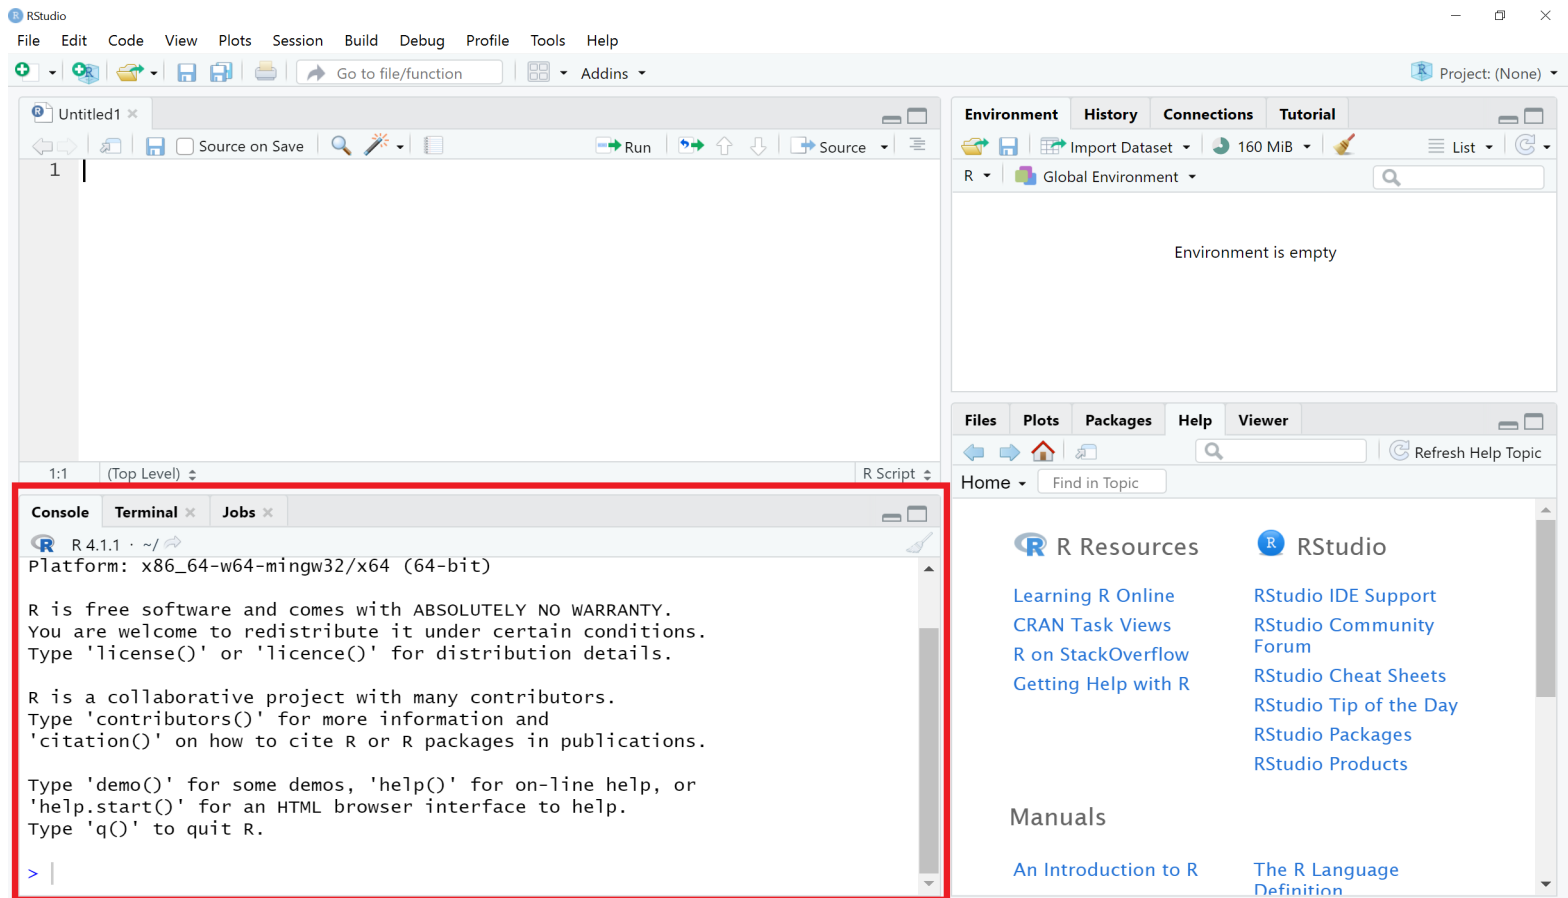 RStudio
File Edit Code View Plots Session Build Debug Profile Tools Help
Go to file/function Addins Project: (None)
Untitled1
Source on Save Run Source
1
1:1 (Top Level) R Script
Console Terminal Jobs
R 4.1.1 · ~/
Platform: x86_64-w64-mingw32/x64 (64-bit)
R is free software and comes with ABSOLUTELY NO WARRANTY.
You are welcome to redistribute it under certain conditions.
Type 'license()' or 'licence()' for distribution details.
R is a collaborative project with many contributors.
Type 'contributors()' for more information and
'citation()' on how to cite R or R packages in publications.
Type 'demo()' for some demos, 'help()' for on-line help, or
'help.start()' for an HTML browser interface to help.
Type 'q()' to quit R.
>
Environment History Connections Tutorial
Import Dataset 160 MiB List
R Global Environment
Environment is empty
Files Plots Packages Help Viewer
Refresh Help Topic
Home Find in Topic
R Resources
Learning R Online
CRAN Task Views
R on StackOverflow
Getting Help with R
RStudio
RStudio IDE Support
RStudio Community
Forum
RStudio Cheat Sheets
RStudio Tip of the Day
RStudio Packages
RStudio Products
Manuals
An Introduction to R
The R Language
Definition